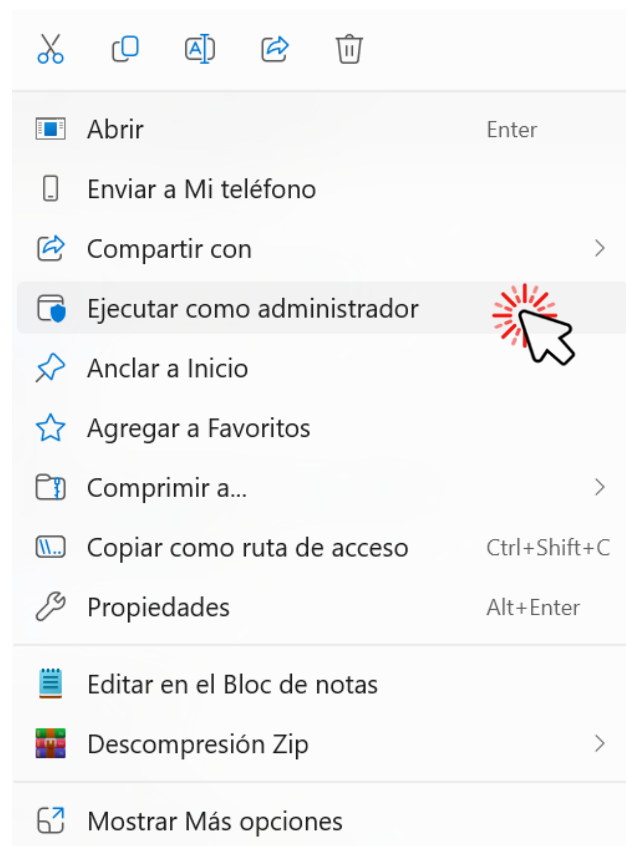 Abrir Enter
Enviar a Mi teléfono
Compartir con
Ejecutar como administrador
Anclar a Inicio
Agregar a Favoritos
Comprimir a...
Copiar como ruta de acceso Ctrl+Shift+C
Propiedades Alt+Enter
Editar en el Bloc de notas
Descompresión Zip
Mostrar Más opciones